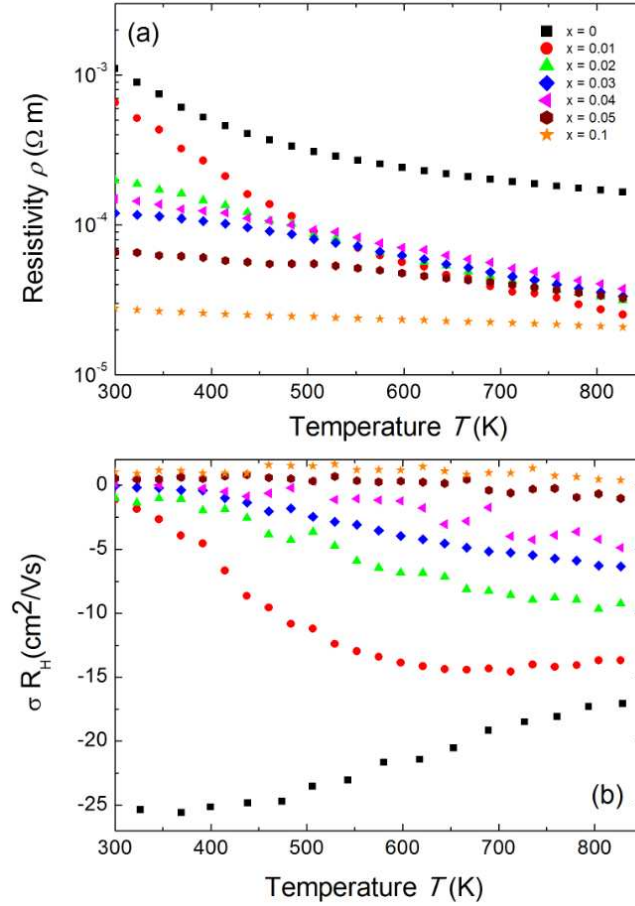 (a)
x = 0
x = 0.01
x = 0.02
x = 0.03
x = 0.04
x = 0.05
x = 0.1
Resistivity ρ (Ω m)
10⁻³
10⁻⁴
10⁻⁵
300 400 500 600 700 800
Temperature T (K)
σ R_H (cm²/Vs)
0
-5
-10
-15
-20
-25
(b)
300 400 500 600 700 800
Temperature T (K)